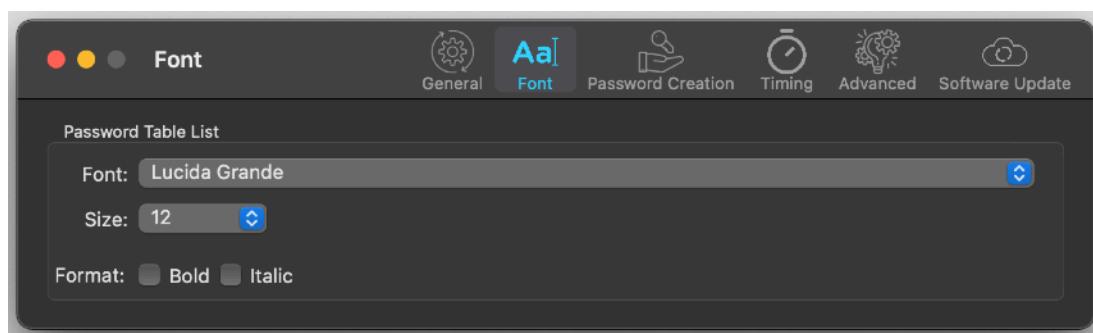 Font
Aa
General Font Password Creation Timing Advanced Software Update
Password Table List
Font: Lucida Grande
Size: 12
Format: Bold Italic